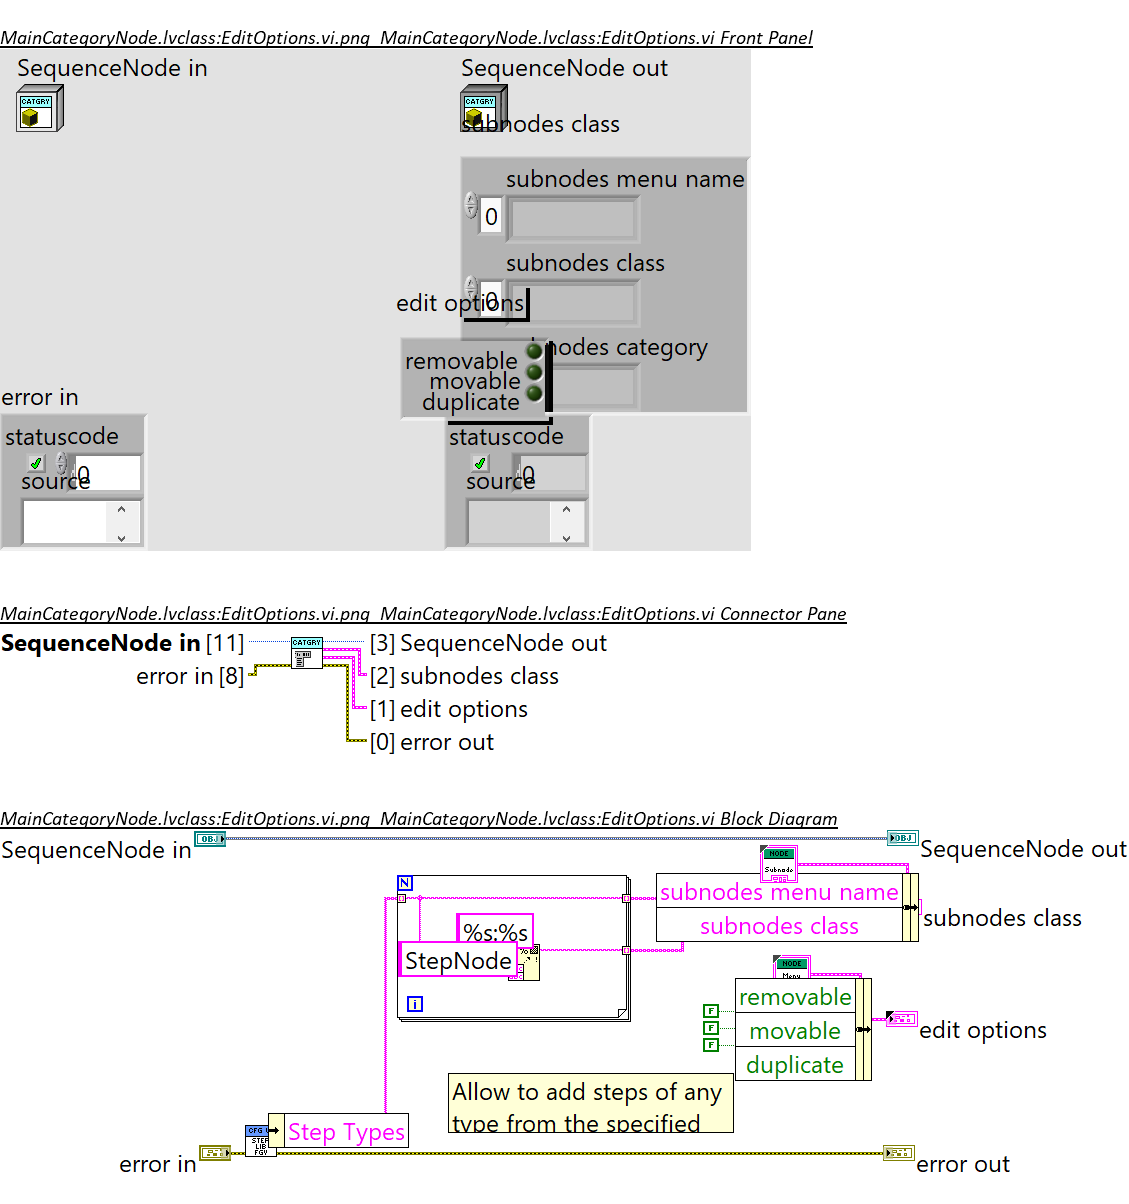 MainCategoryNode.lvclass:EditOptions.vi.png MainCategoryNode.lvclass:EditOptions.vi Front Panel
SequenceNode in
SequenceNode out
CATGRY
CATGRY
subnodes class
subnodes menu name
0
subnodes class
0
edit options
nodes category
removable
movable
duplicate
error in
status code
0
source
status code
0
source
MainCategoryNode.lvclass:EditOptions.vi.png MainCategoryNode.lvclass:EditOptions.vi Connector Pane
SequenceNode in [11]
CATGRY
[3] SequenceNode out
error in [8]
[2] subnodes class
[1] edit options
[0] error out
MainCategoryNode.lvclass:EditOptions.vi.png MainCategoryNode.lvclass:EditOptions.vi Block Diagram
OBJ
OBJ
SequenceNode in
SequenceNode out
NODE
Subnode
N
subnodes menu name
subnodes class
subnodes class
%s:%s
StepNode
i
NODE
Menu
removable
movable
duplicate
F
F
F
edit options
Allow to add steps of any
type from the specified
CFG
STEP
LIB
FGV
Step Types
error in
error out